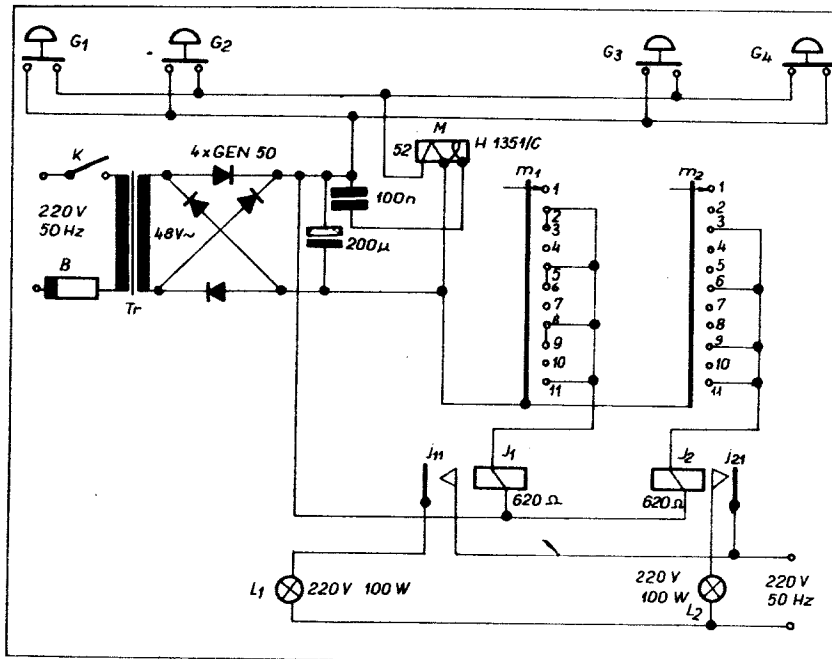 G1
G2
G3
G4
K
4xGEN 50
M
52
H 1351/C
m1
m2
220V
50Hz
48V~
100n
200µ
B
Tr
1
2
3
4
5
6
7
8
9
10
11
1
2
3
4
5
6
7
8
9
10
11
j11
J1
J2
j21
620Ω
620Ω
L1
220V 100W
220V
100W
L2
220V
50Hz